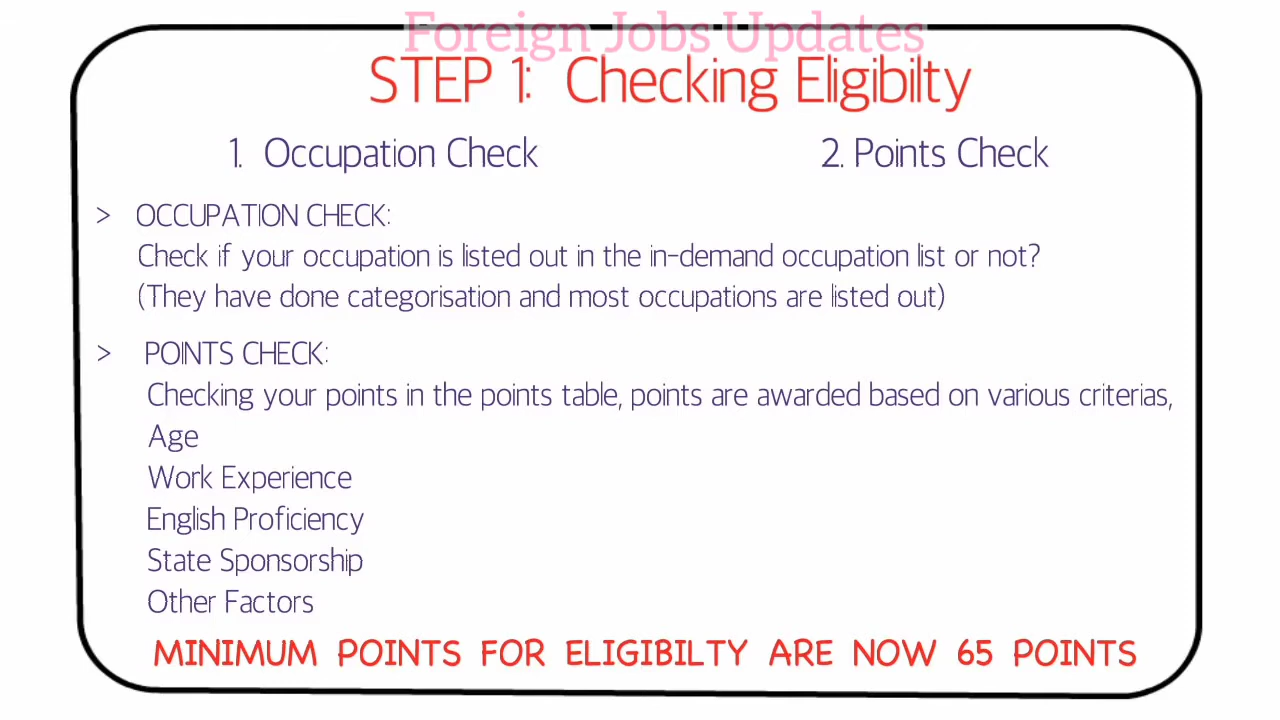 Foreign Jobs Updates
STEP 1: Checking Eligibilty
1. Occupation Check
2. Points Check
> OCCUPATION CHECK:
Check if your occupation is listed out in the in-demand occupation list or not?
(They have done categorisation and most occupations are listed out)
> POINTS CHECK:
Checking your points in the points table, points are awarded based on various criterias,
Age
Work Experience
English Proficiency
State Sponsorship
Other Factors
MINIMUM POINTS FOR ELIGIBILTY ARE NOW 65 POINTS